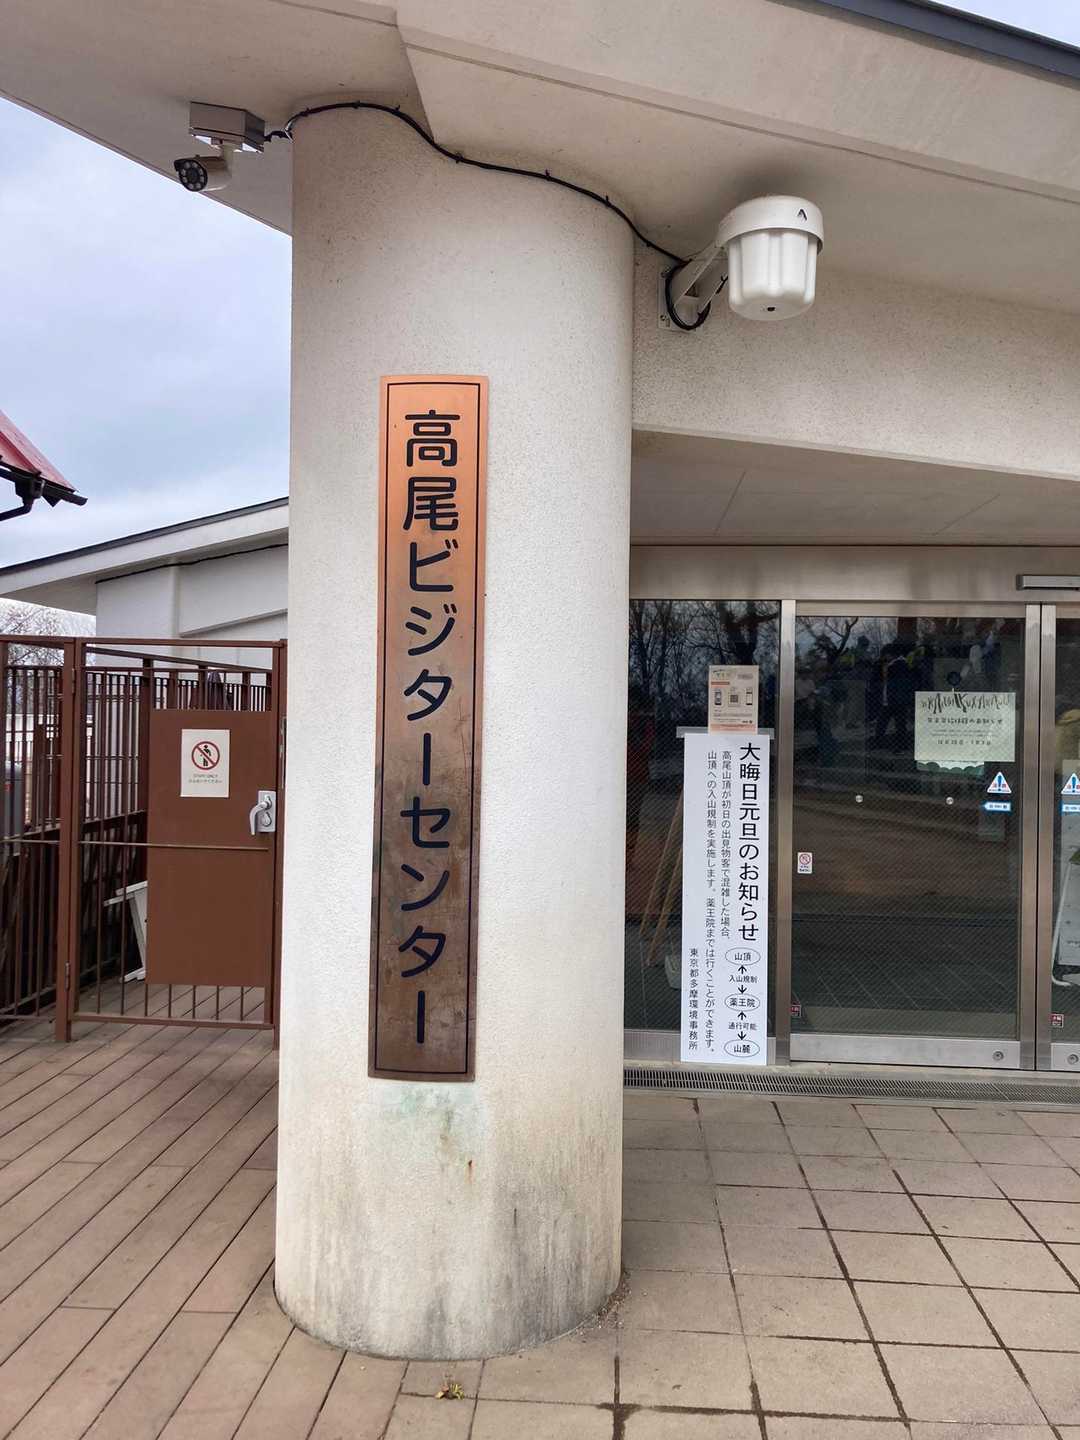 高尾ビジターセンター
大晦日元旦のお知らせ
高尾山頂が初日の出見物客で混雑した場合、
山頂への入山規制を実施します。薬王院までは行くことができます。
東京都多摩環境事務所
山頂
入山規制
薬王院
通行可能
山麓
STAFF ONLY